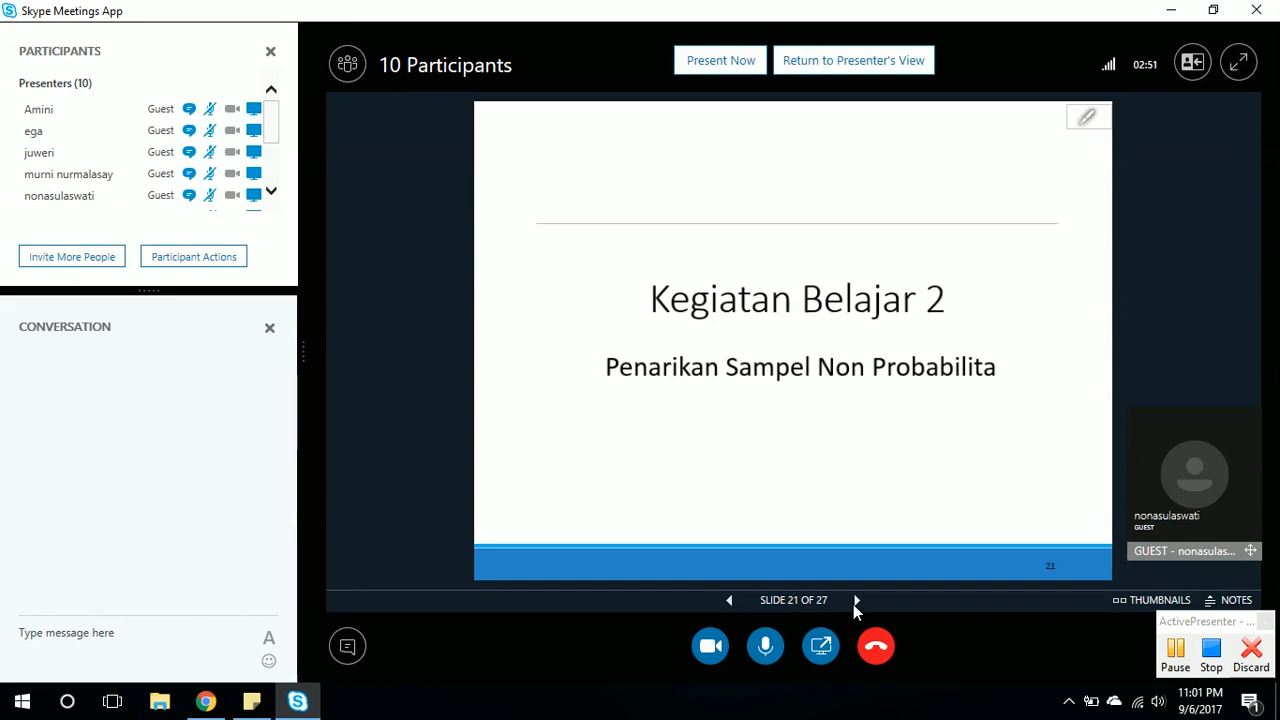 Skype Meetings App
PARTICIPANTS
Presenters (10)
Amini Guest
ega Guest
juweri Guest
murni nurmalasay Guest
nonasulaswati Guest
Invite More People
Participant Actions
CONVERSATION
Type message here
A
10 Participants
Present Now
Return to Presenter's View
02:51
Kegiatan Belajar 2
Penarikan Sampel Non Probabilita
21
nonasulaswati
GUEST
GUEST - nonasulas...
SLIDE 21 OF 27
THUMBNAILS
NOTES
ActivePresenter - ...
Pause
Stop
Discard
11:01 PM
9/6/2017
1